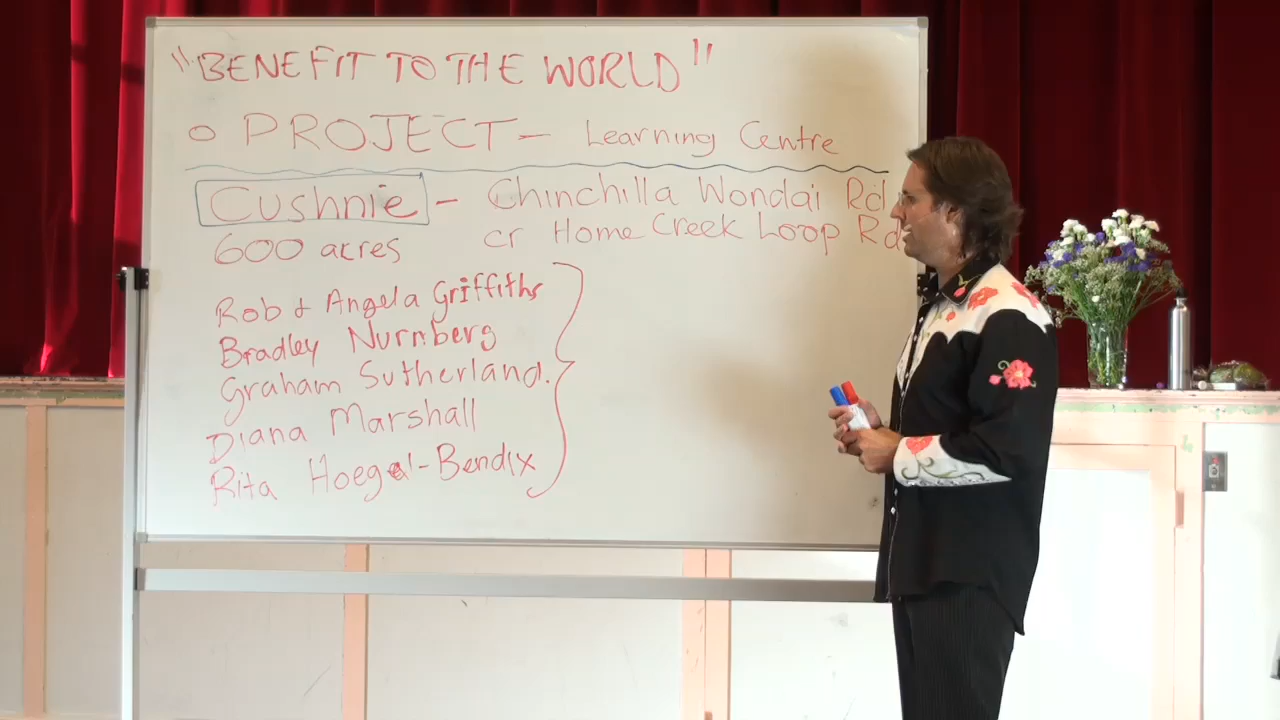 "BENEFIT TO THE WORLD"
o PROJECT - Learning Centre
Cushnie - Chinchilla Wondai Rd
600 acres cr Home Creek Loop Rd
Rob & Angela Griffiths
Bradley Nurnberg
Graham Sutherland.
Diana Marshall
Rita Hoegel-Bendix